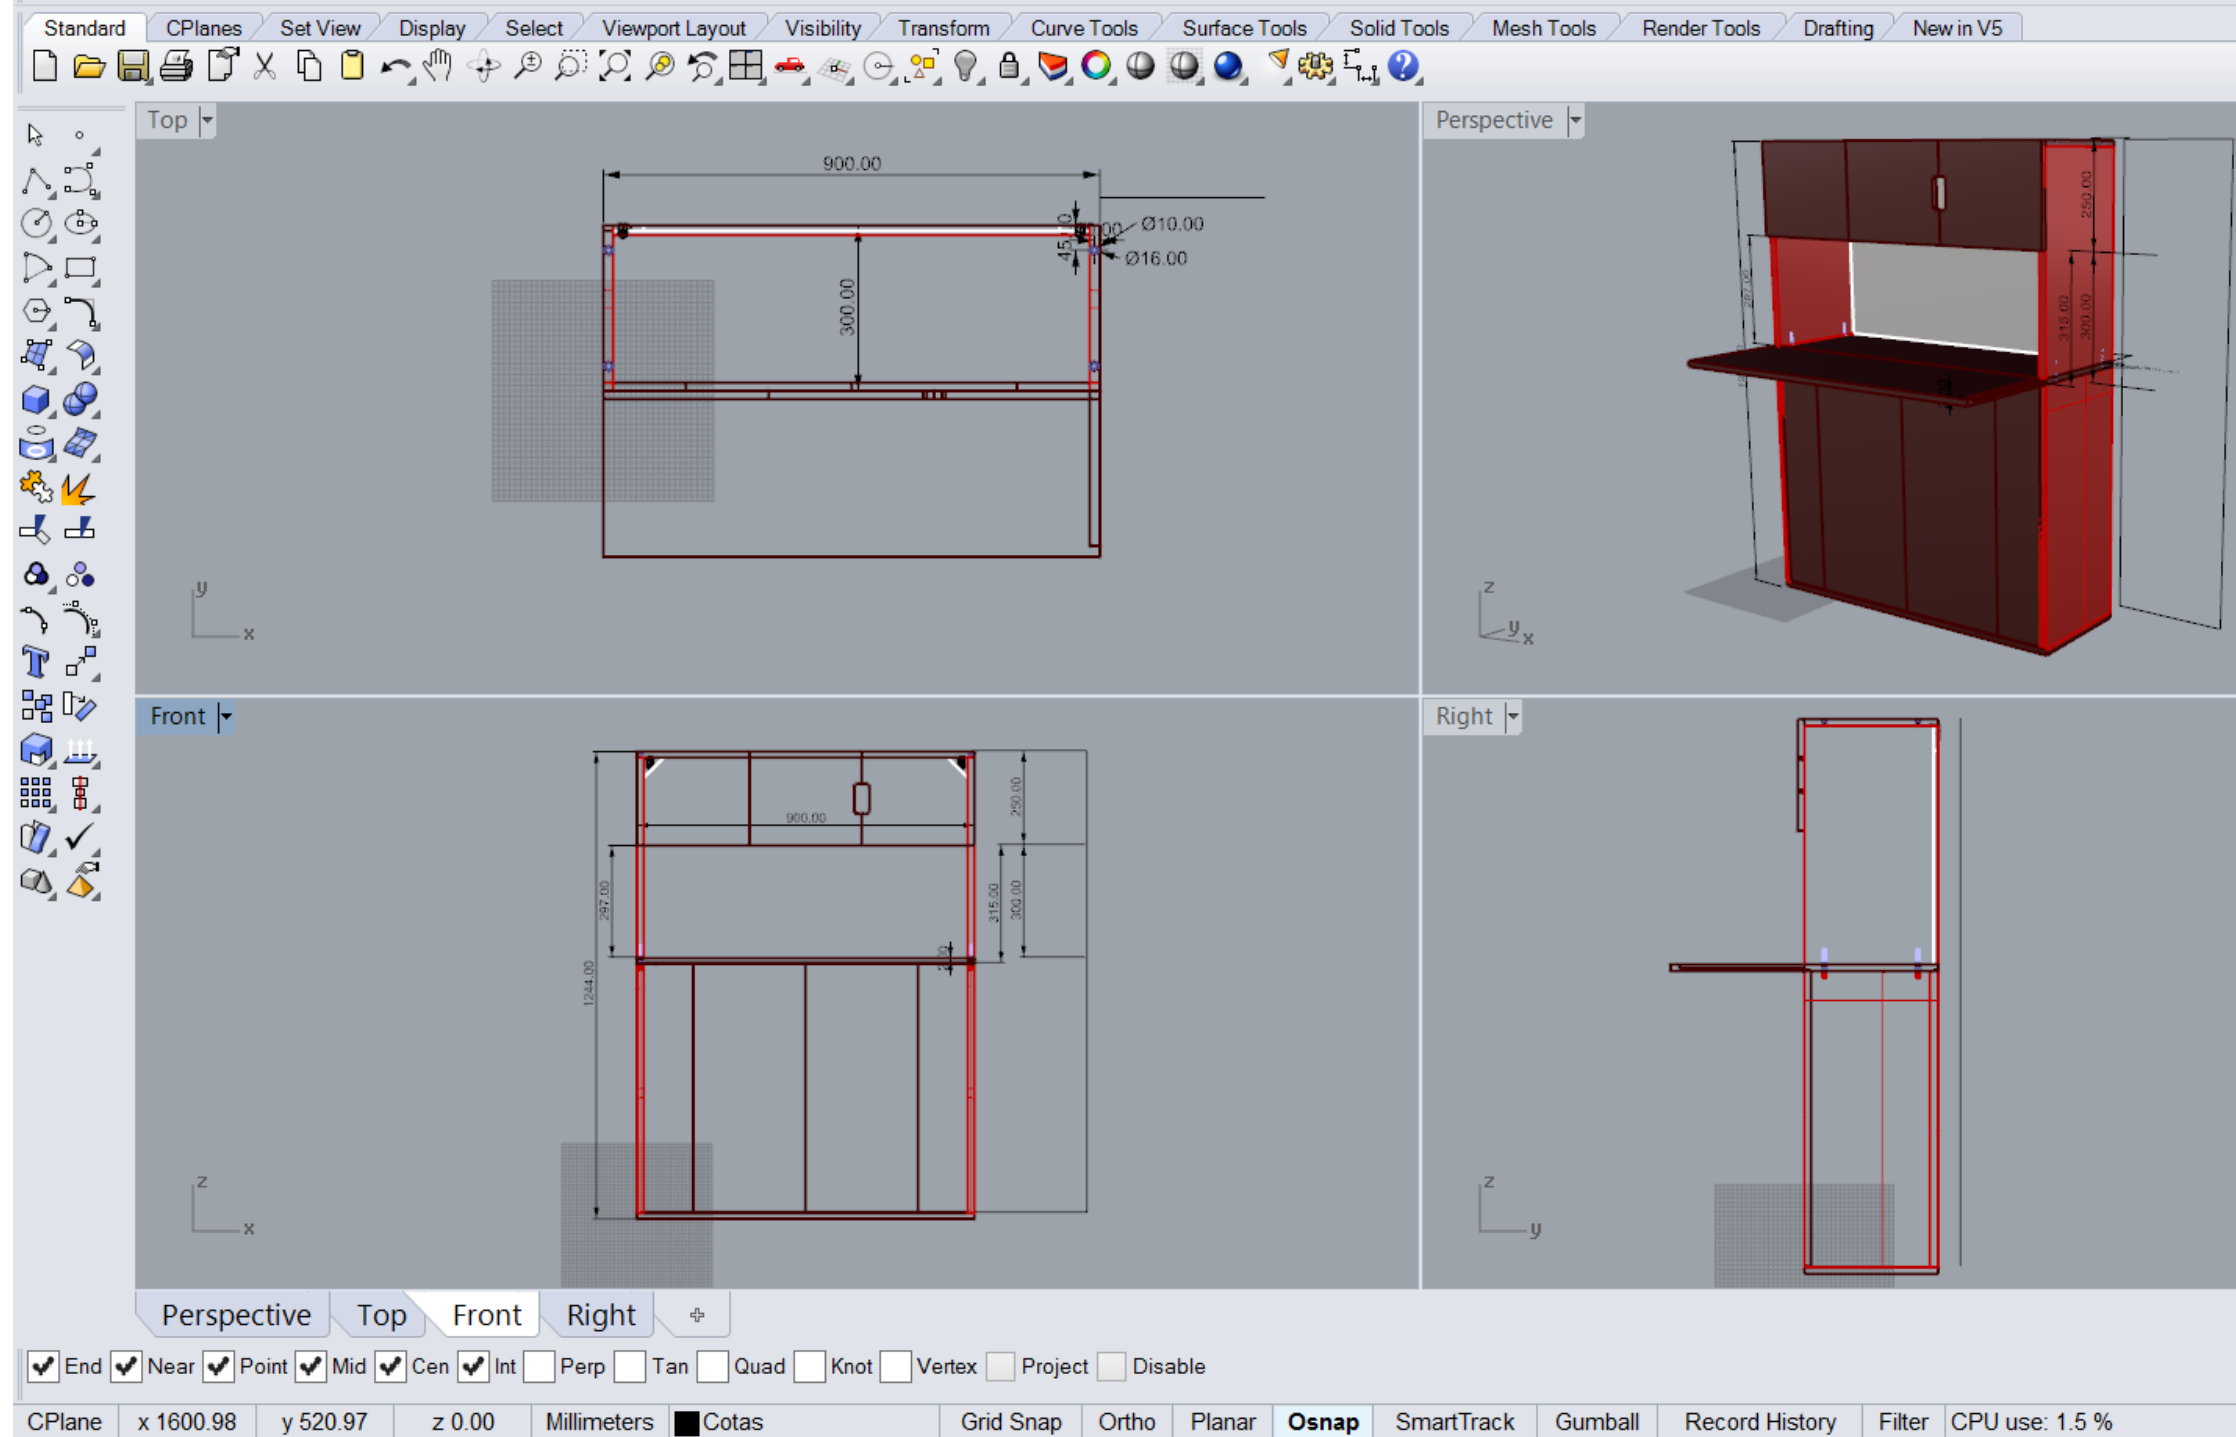 Standard CPlanes Set View Display Select Viewport Layout Visibility Transform Curve Tools Surface Tools Solid Tools Mesh Tools Render Tools Drafting New in V5
Top
900.00
Ø10.00
Ø16.00
45
300.00
y
x
Perspective
250.00
297.00
315.00
300.00
z
y
x
Front
900.00
250.00
297.00
315.00
300.00
1244.00
z
x
Right
z
y
Perspective Top Front Right
End Near Point Mid Cen Int Perp Tan Quad Knot Vertex Project Disable
CPlane x 1600.98 y 520.97 z 0.00 Millimeters Cotas Grid Snap Ortho Planar Osnap SmartTrack Gumball Record History Filter CPU use: 1.5 %